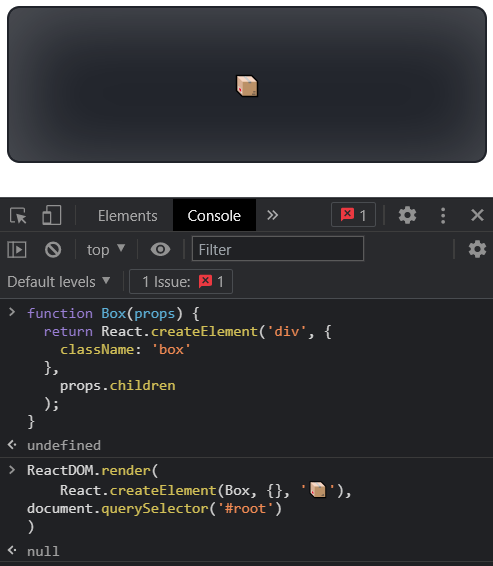 📦
Elements Console » 1
top ▼ Filter
Default levels ▼ 1 Issue: 1
> function Box(props) {
return React.createElement('div', {
className: 'box'
},
props.children
);
}
undefined
> ReactDOM.render(
React.createElement(Box, {}, '📦'),
document.querySelector('#root')
)
null